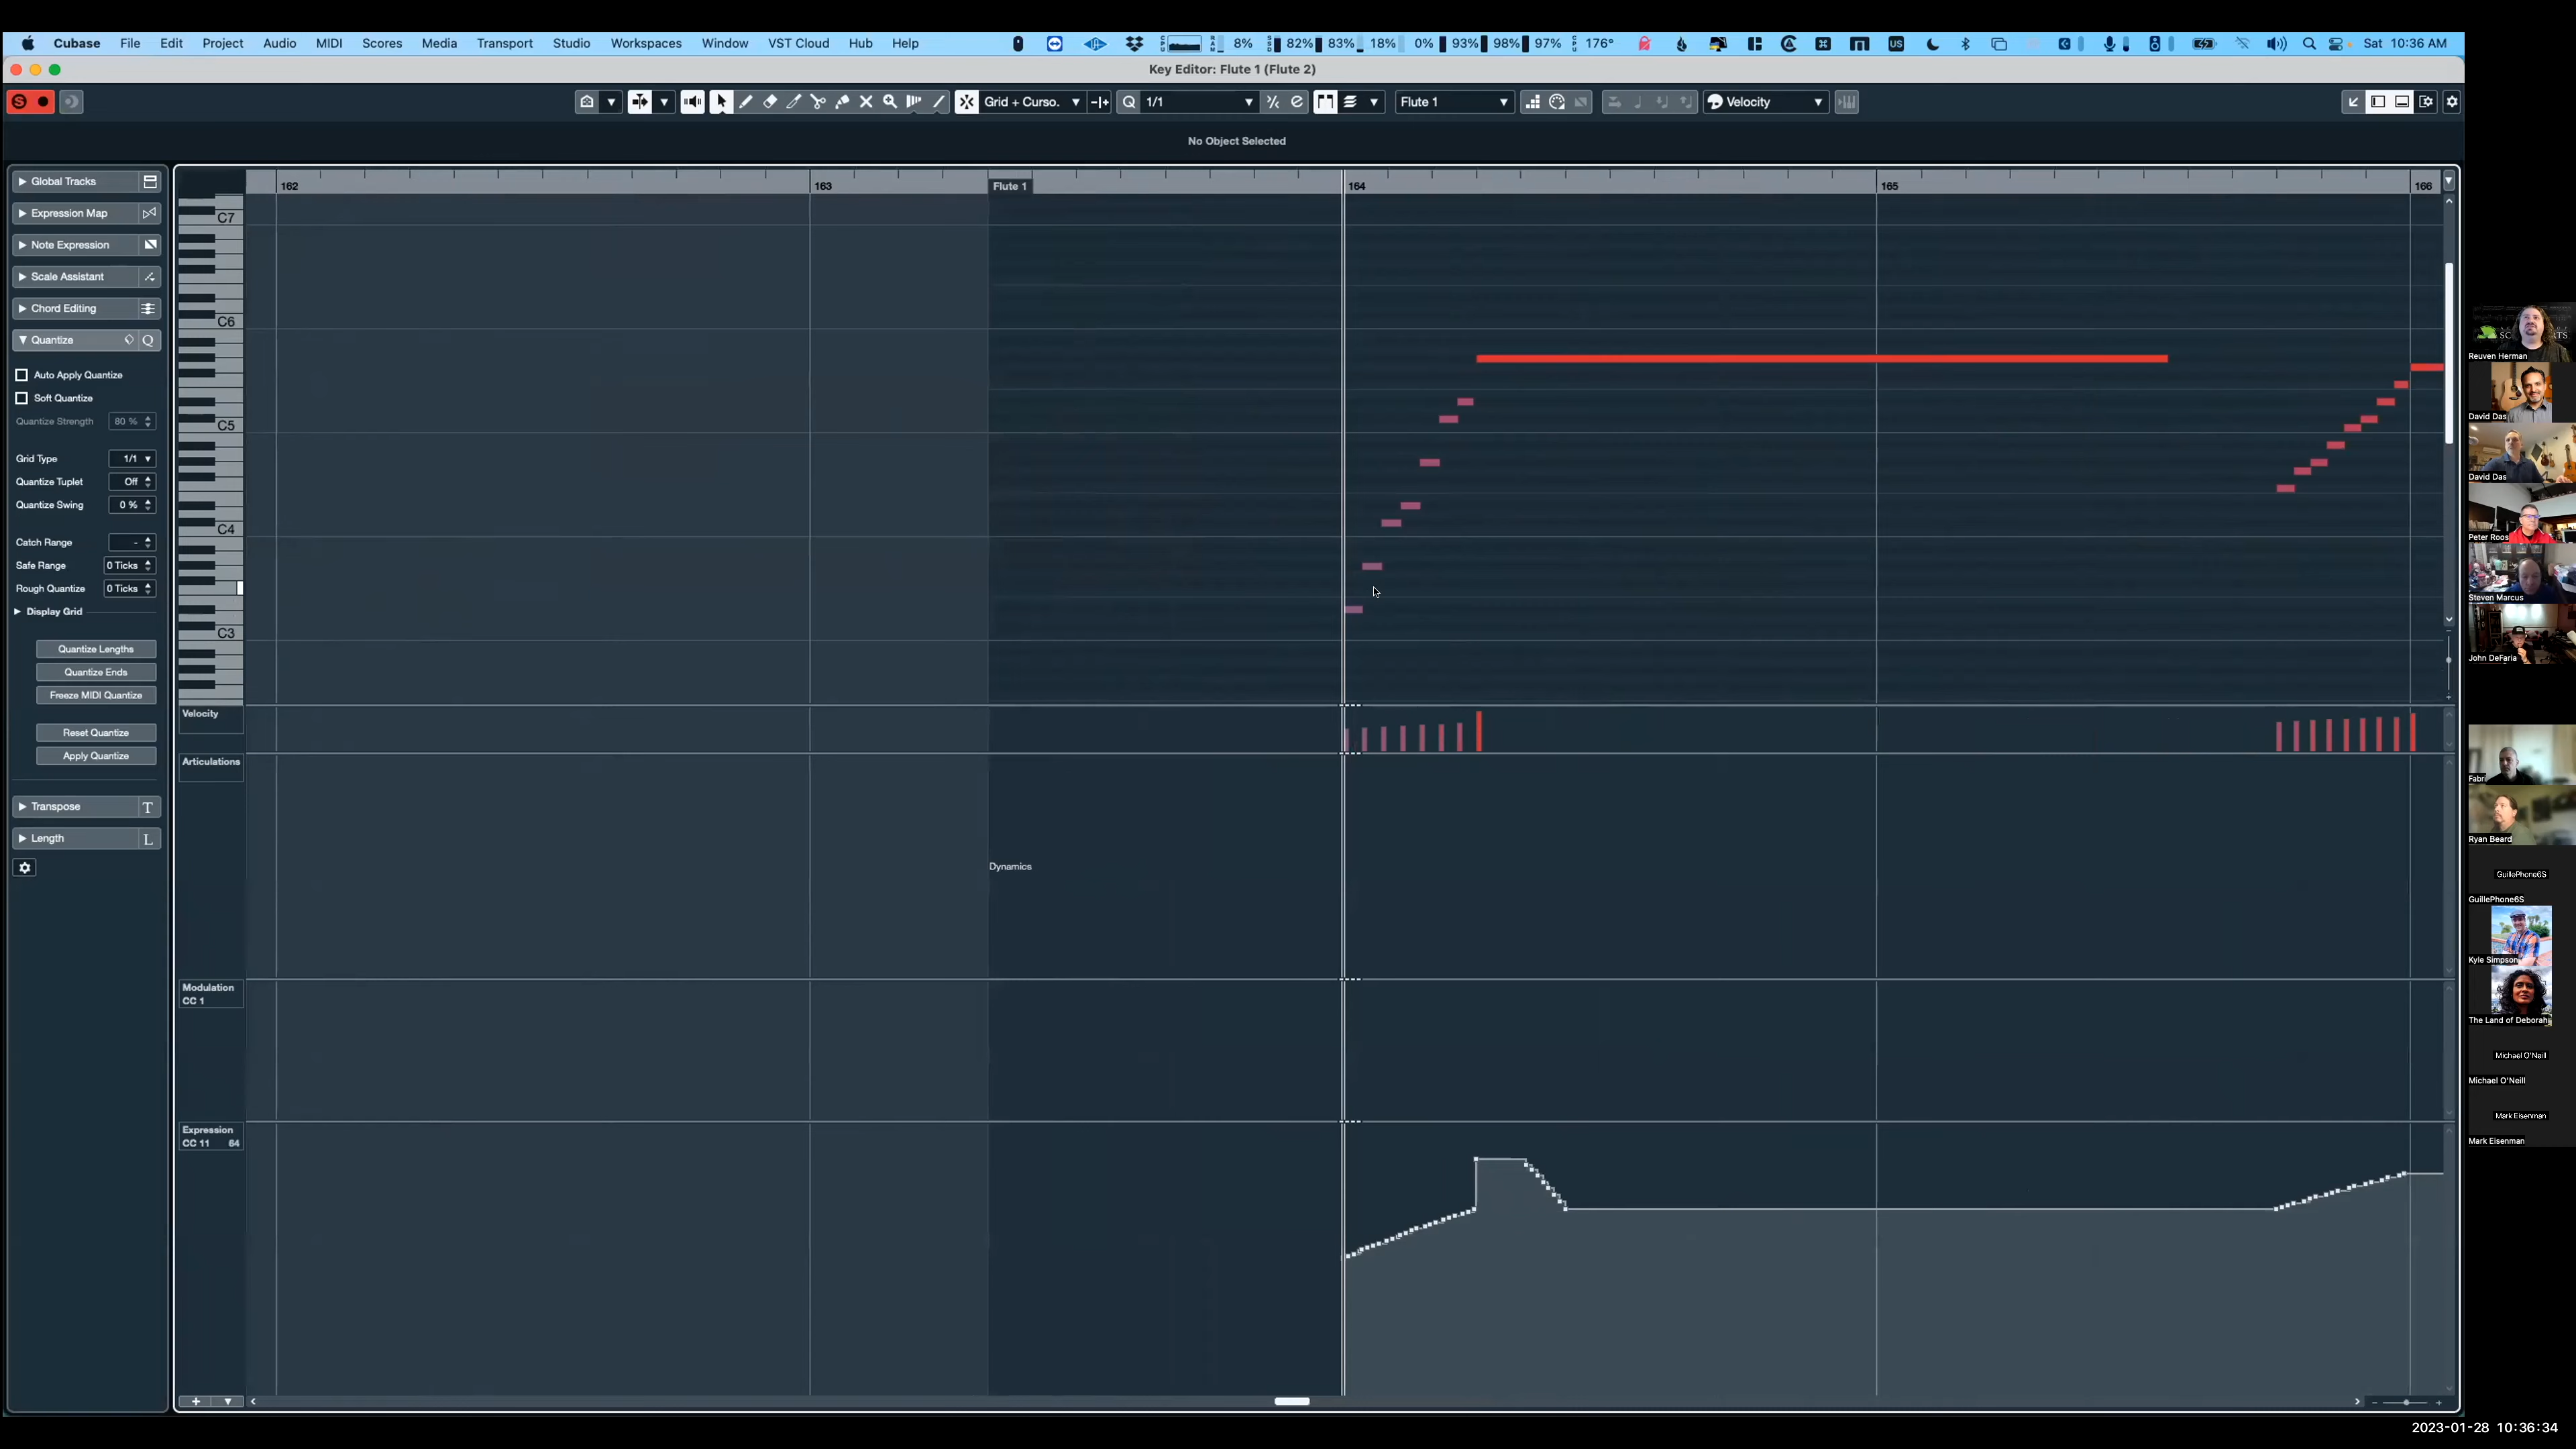 Cubase File Edit Project Audio MIDI Scores Media Transport Studio Workspaces Window VST Cloud Hub Help 8% 82% 83% 18% 0% 93% 98% 97% 176° US Sat 10:36 AM
Key Editor: Flute 1 (Flute 2)
Grid + Curso. 1/1 Flute 1 Velocity
No Object Selected
Global Tracks
Expression Map
Note Expression
Scale Assistant
Chord Editing
Quantize Q
Auto Apply Quantize
Soft Quantize
Quantize Strength 80 %
Grid Type 1/1
Quantize Tuplet Off
Quantize Swing 0 %
Catch Range -
Safe Range 0 Ticks
Rough Quantize 0 Ticks
Display Grid
Quantize Lengths
Quantize Ends
Freeze MIDI Quantize
Reset Quantize
Apply Quantize
Transpose T
Length L
162 163 Flute 1 164 165 166
C7
C6
C5
C4
C3
Velocity
Articulations
Dynamics
Modulation
CC 1
Expression
CC 11 64
Reuven Herman
David Das
David Das
Peter Roos
Steven Marcus
John DeFaria
Fabri
Ryan Beard
GuillePhone6S
GuillePhone6S
Kyle Simpson
The Land of Deborah
Michael O'Neill
Michael O'Neill
Mark Eisenman
Mark Eisenman
2023-01-28 10:36:34